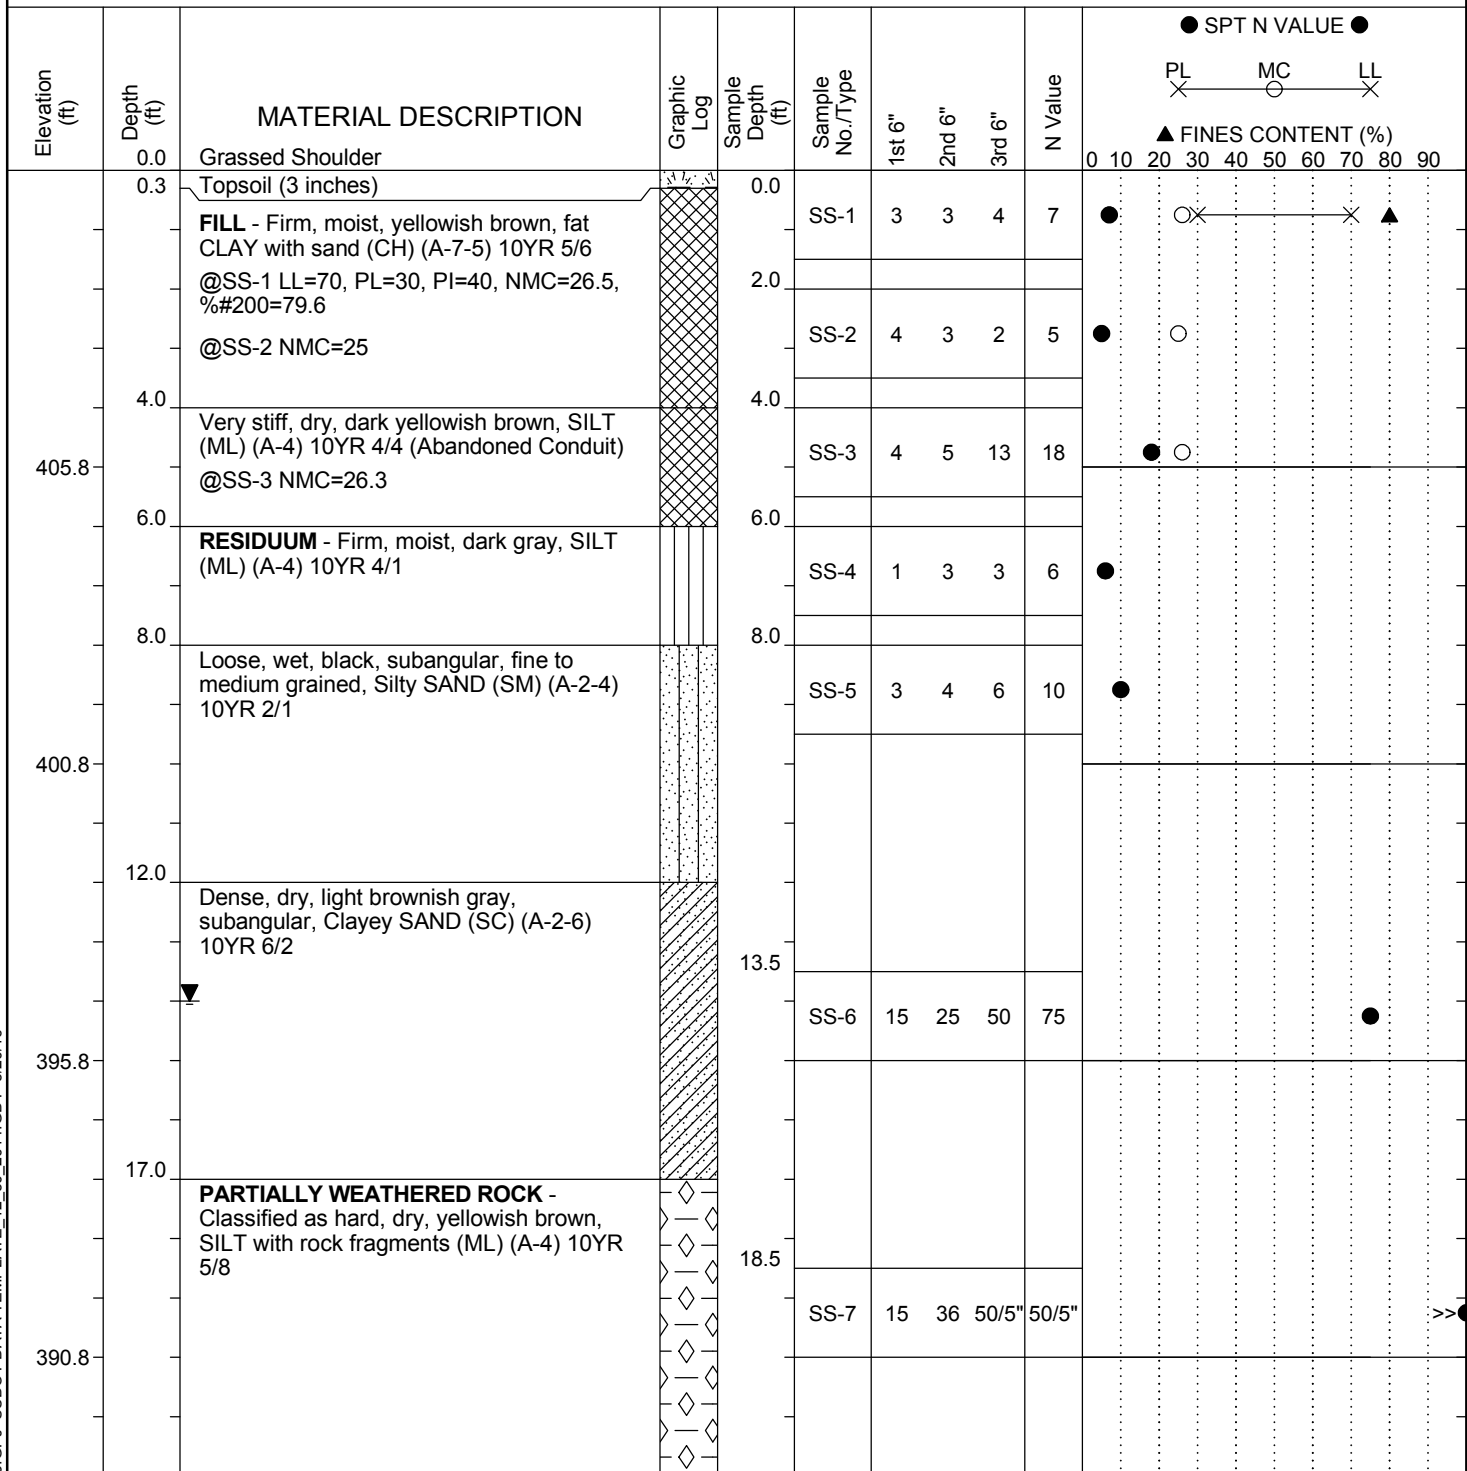 ● SPT N VALUE ●
PL MC LL
▲ FINES CONTENT (%)
0 10 20 30 40 50 60 70 80 90
Elevation (ft)
Depth (ft)
MATERIAL DESCRIPTION
Graphic Log
Sample Depth (ft)
Sample No./Type
1st 6"
2nd 6"
3rd 6"
N Value
0.0 Grassed Shoulder
0.3 Topsoil (3 inches) 0.0
FILL - Firm, moist, yellowish brown, fat
CLAY with sand (CH) (A-7-5) 10YR 5/6
SS-1 3 3 4 7
@SS-1 LL=70, PL=30, PI=40, NMC=26.5,
%#200=79.6
2.0
@SS-2 NMC=25
SS-2 4 3 2 5
4.0 4.0
Very stiff, dry, dark yellowish brown, SILT
(ML) (A-4) 10YR 4/4 (Abandoned Conduit)
SS-3 4 5 13 18
405.8
@SS-3 NMC=26.3
6.0 6.0
RESIDUUM - Firm, moist, dark gray, SILT
(ML) (A-4) 10YR 4/1
SS-4 1 3 3 6
8.0 8.0
Loose, wet, black, subangular, fine to
medium grained, Silty SAND (SM) (A-2-4)
10YR 2/1
SS-5 3 4 6 10
400.8
12.0
Dense, dry, light brownish gray,
subangular, Clayey SAND (SC) (A-2-6)
10YR 6/2
13.5
SS-6 15 25 50 75
395.8
17.0
PARTIALLY WEATHERED ROCK -
Classified as hard, dry, yellowish brown,
SILT with rock fragments (ML) (A-4) 10YR
5/8
18.5
SS-7 15 36 50/5" 50/5" >>
390.8